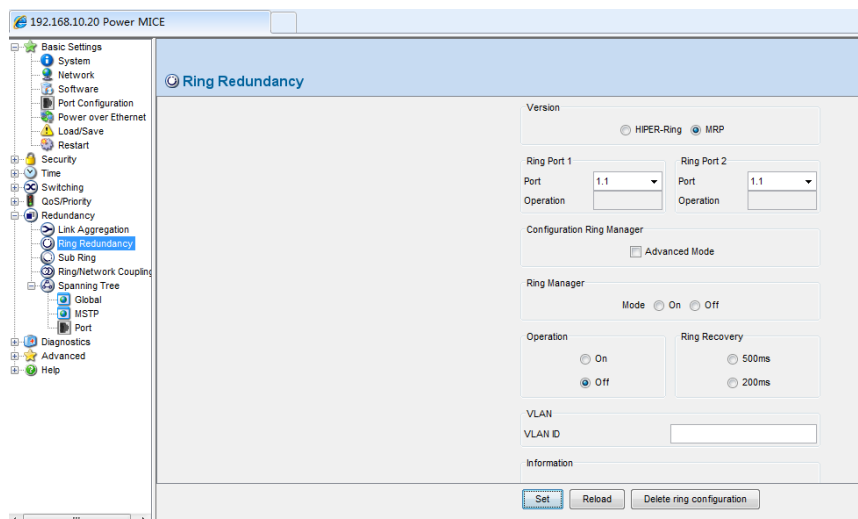 192.168.10.20 Power MICE
Basic Settings
System
Network
Software
Port Configuration
Power over Ethernet
Load/Save
Restart
Security
Time
Switching
QoS/Priority
Redundancy
Link Aggregation
Ring Redundancy
Sub Ring
Ring/Network Coupling
Spanning Tree
Global
MSTP
Port
Diagnostics
Advanced
Help
Ring Redundancy
Version
HIPER-Ring MRP
Ring Port 1 Ring Port 2
Port 1.1 Port 1.1
Operation Operation
Configuration Ring Manager
Advanced Mode
Ring Manager
Mode On Off
Operation Ring Recovery
On 500ms
Off 200ms
VLAN
VLAN ID
Information
Set Reload Delete ring configuration